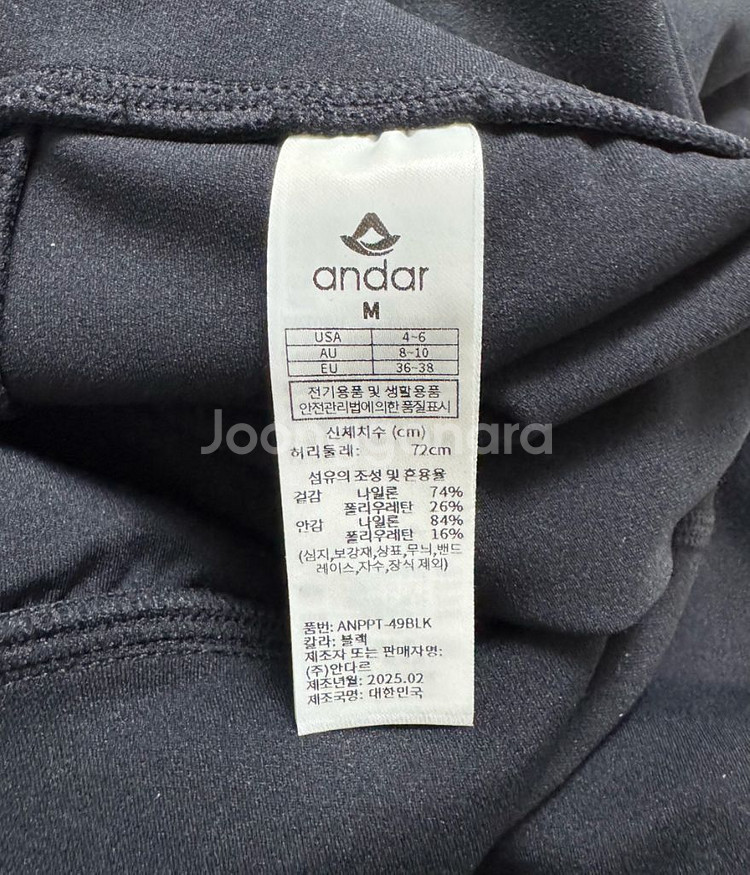 andar
M
USA 4~6
AU 8~10
EU 36~38
전기용품 및 생활용품
안전관리법에의한 품질표시
신체치수 (cm)
허리둘레: 72cm
섬유의 조성 및 혼용율
겉감 나일론 74%
폴리우레탄 26%
안감 나일론 84%
폴리우레탄 16%
(심지,보강재,상표,무늬,밴드
레이스,자수,장식 제외)
품번: ANPPT-49BLK
칼라: 블랙
제조자 또는 판매자명:
(주)안다르
제조년월: 2025.02
제조국명: 대한민국
Joonggonara